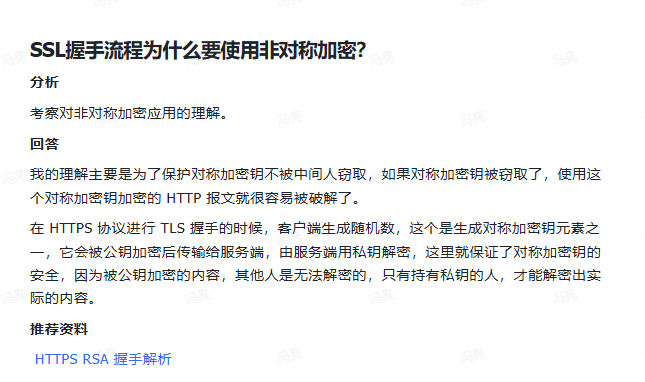 SSL握手流程为什么要使用非对称加密？
分析
考察对非对称加密应用的理解。
回答
我的理解主要是为了保护对称加密钥不被中间人窃取，如果对称加密钥被窃取了，使用这
个对称加密钥加密的 HTTP 报文就很容易被破解了。
在 HTTPS 协议进行 TLS 握手的时候，客户端生成随机数，这个是生成对称加密钥元素之
一，它会被公钥加密后传输给服务端，由服务端用私钥解密，这里就保证了对称加密钥的
安全，因为被公钥加密的内容，其他人是无法解密的，只有持有私钥的人，才能解密出实
际的内容。
推荐资料
HTTPS RSA 握手解析